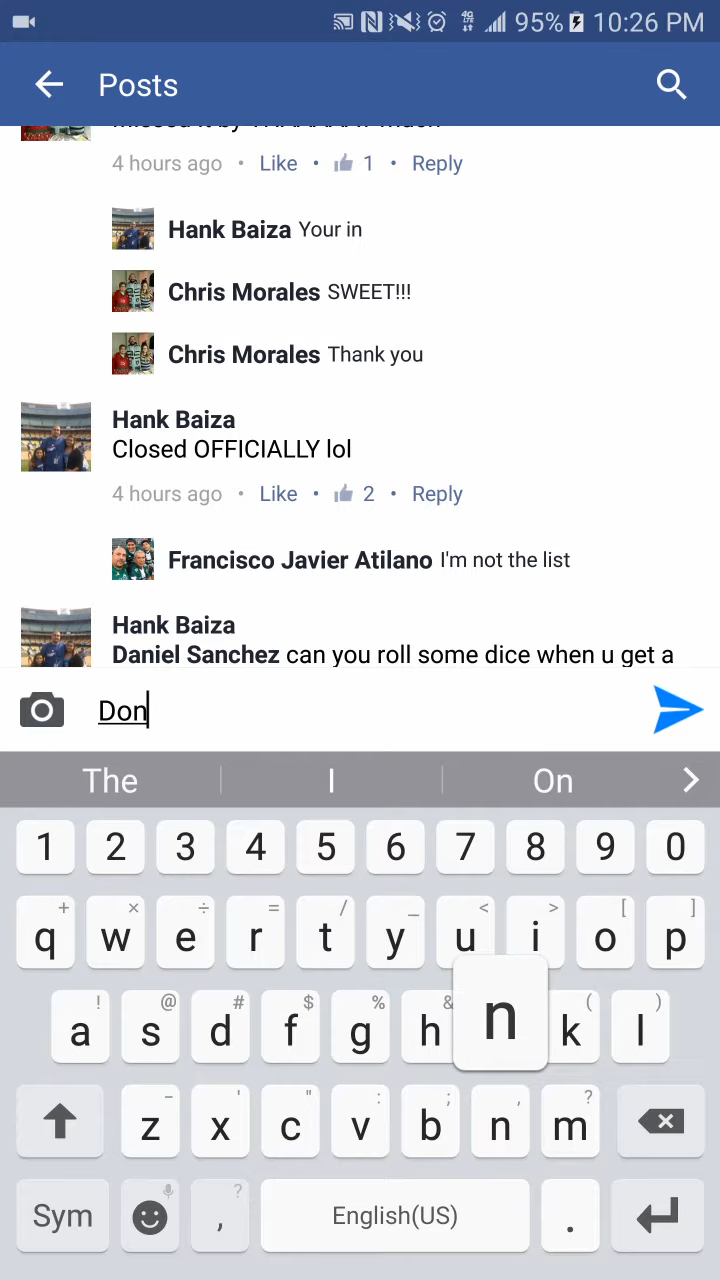 95% 10:26 PM
Posts
4 hours ago • Like • 1 • Reply
Hank Baiza Your in
Chris Morales SWEET!!!
Chris Morales Thank you
Hank Baiza
Closed OFFICIALLY lol
4 hours ago • Like • 2 • Reply
Francisco Javier Atilano I'm not the list
Hank Baiza
Daniel Sanchez can you roll some dice when u get a
Don
The I On
1 2 3 4 5 6 7 8 9 0
+ × ÷ = / _ < > [ ]
q w e r t y u i o p
! @ # $ % & ( )
a s d f g h n k l
- ' " : ; , ?
z x c v b n m
Sym , ? English(US) .